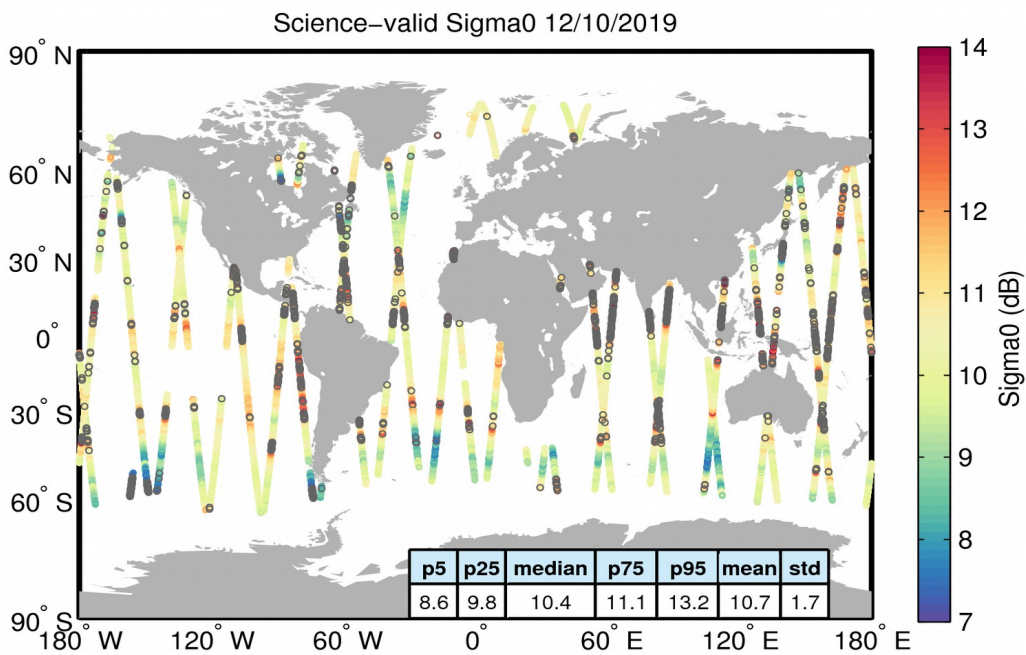 Science−valid Sigma0 12/10/2019
90° N
60° N
30° N
0°
30° S
60° S
90° S
180° W
120° W
60° W
0°
60° E
120° E
180° E
p5 p25 median p75 p95 mean std
8.6 9.8 10.4 11.1 13.2 10.7 1.7
14
13
12
11
10
9
8
7
Sigma0 (dB)